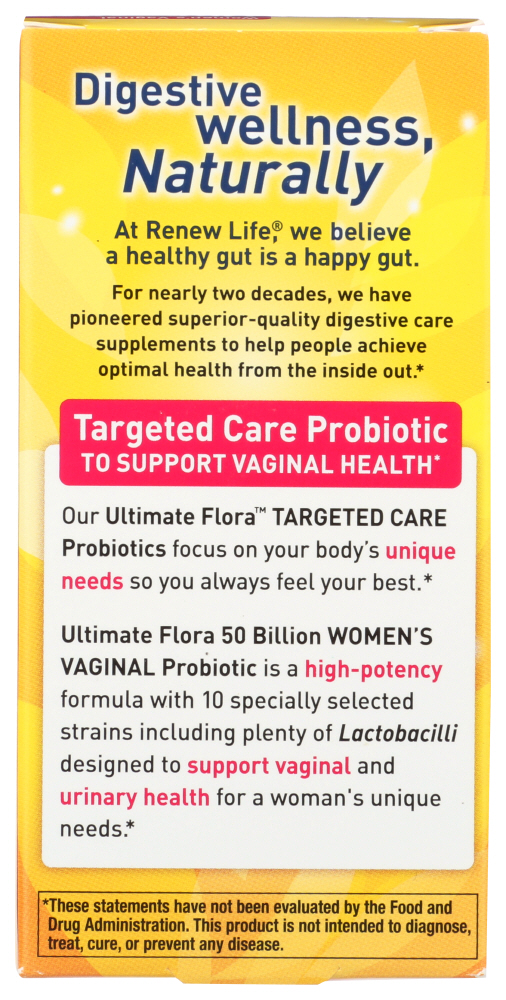 Digestive
wellness,
Naturally
At Renew Life,® we believe
a healthy gut is a happy gut.
For nearly two decades, we have
pioneered superior-quality digestive care
supplements to help people achieve
optimal health from the inside out.*
Targeted Care Probiotic
TO SUPPORT VAGINAL HEALTH*
Our Ultimate Flora™ TARGETED CARE
Probiotics focus on your body's unique
needs so you always feel your best.*
Ultimate Flora 50 Billion WOMEN'S
VAGINAL Probiotic is a high-potency
formula with 10 specially selected
strains including plenty of Lactobacilli
designed to support vaginal and
urinary health for a woman's unique
needs.*
*These statements have not been evaluated by the Food and
Drug Administration. This product is not intended to diagnose,
treat, cure, or prevent any disease.